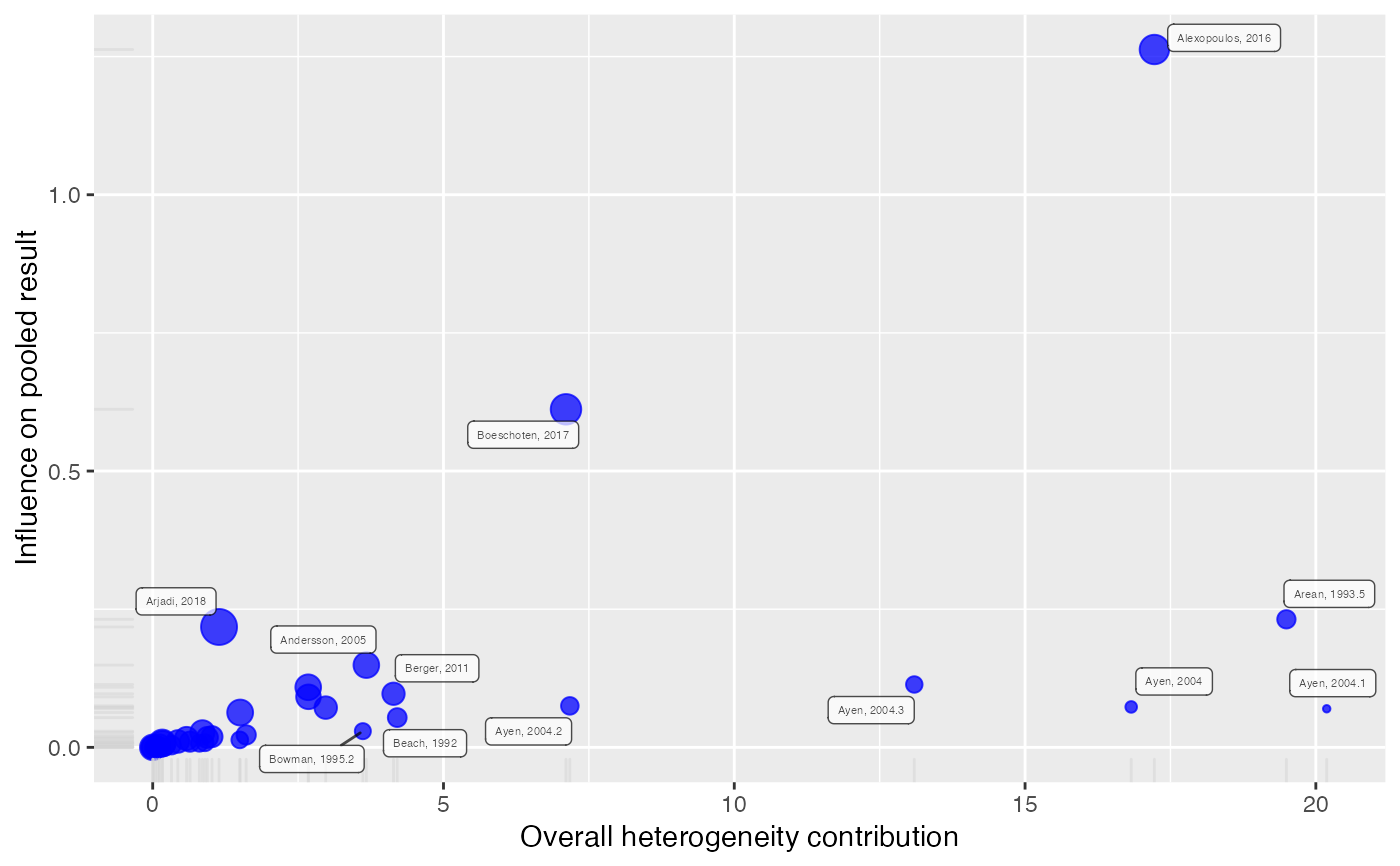 Alexopoulos, 2016
1.0
Boeschoten, 2017
0.5
Arjadi, 2018
Andersson, 2005
Berger, 2011
Arean, 1993.5
Ayen, 2004
Ayen, 2004.1
Ayen, 2004.3
Ayen, 2004.2
Beach, 1992
Bowman, 1995.2
0.0
0 5 10 15 20
Overall heterogeneity contribution
Influence on pooled result